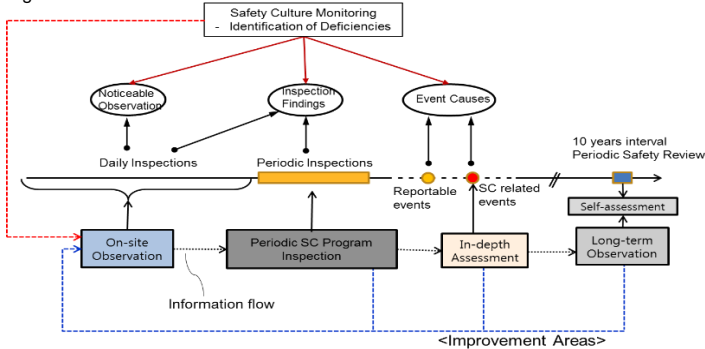 Safety Culture Monitoring
- Identification of Deficiencies
Noticeable
Observation
Inspection
Findings
Event Causes
10 years interval
Periodic Safety Review
Daily Inspections
Periodic Inspections
Reportable
events
SC related
events
Self-assessment
On-site
Observation
Periodic SC Program
Inspection
In-depth
Assessment
Long-term
Observation
Information flow
<Improvement Areas>